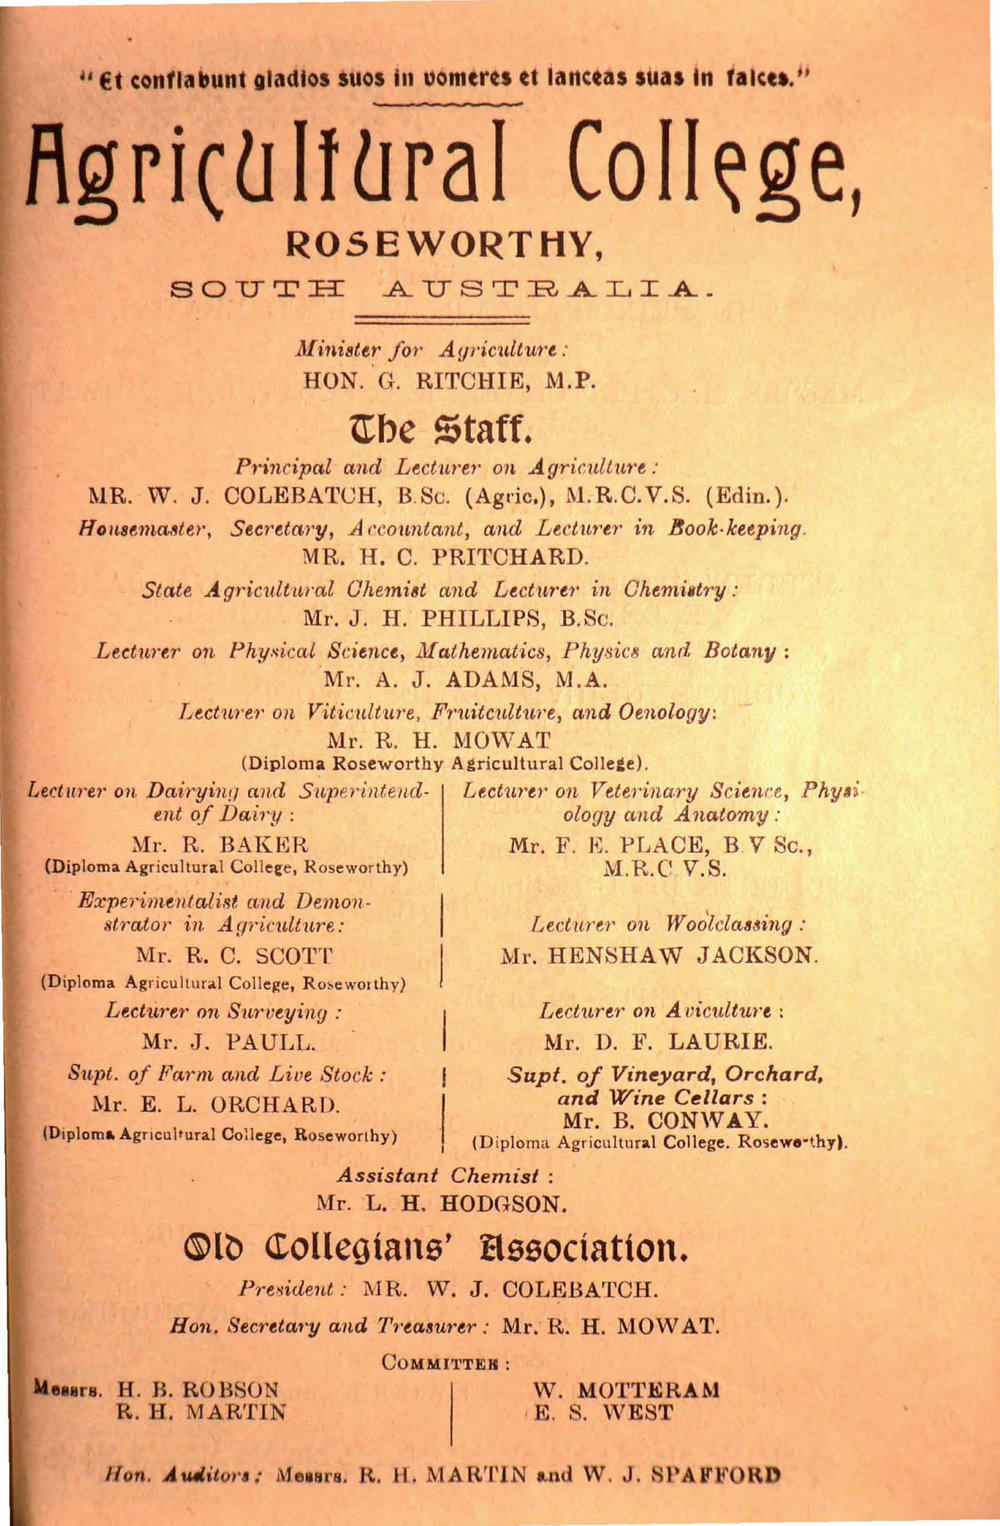 "Et conflabunt gladios suos in vomeres et lanceas suas in falces."
Agricultural College,
ROSEWORTHY,
SOUTH AUSTRALIA.
Minister for Agriculture:
HON. G. RITCHIE, M.P.
The Staff.
Principal and Lecturer on Agriculture:
MR. W. J. COLEBATCH, B.Sc. (Agric.), M.R.C.V.S. (Edin.).
Housemaster, Secretary, Accountant, and Lecturer in Book-keeping.
MR. H. C. PRITCHARD.
State Agricultural Chemist and Lecturer in Chemistry:
Mr. J. H. PHILLIPS, B.Sc.
Lecturer on Physical Science, Mathematics, Physics and Botany:
Mr. A. J. ADAMS, M.A.
Lecturer on Viticulture, Fruitculture, and Oenology:
Mr. R. H. MOWAT
(Diploma Roseworthy Agricultural College).
Lecturer on Dairying and Superintend-
ent of Dairy:
Mr. R. BAKER
(Diploma Agricultural College, Roseworthy)
Lecturer on Veterinary Science, Physi-
ology and Anatomy:
Mr. F. E. PLACE, B V Sc.,
M.R.C.V.S.
Experimentalist and Demon-
strator in Agriculture:
Mr. R. C. SCOTT
(Diploma Agricultural College, Roseworthy)
Lecturer on Woolclassing:
Mr. HENSHAW JACKSON.
Lecturer on Surveying:
Mr. J. PAULL.
Lecturer on Aviculture:
Mr. D. F. LAURIE.
Supt. of Farm and Live Stock:
Mr. E. L. ORCHARD.
(Diploma Agricultural College, Roseworthy)
Supt. of Vineyard, Orchard,
and Wine Cellars:
Mr. B. CONWAY.
(Diploma Agricultural College. Roseworthy).
Assistant Chemist:
Mr. L. H. HODGSON.
Old Collegians' Association.
President: MR. W. J. COLEBATCH.
Hon. Secretary and Treasurer: Mr. R. H. MOWAT.
COMMITTEE:
Messrs. H. B. ROBSON
R. H. MARTIN
W. MOTTERAM
E. S. WEST
Hon. Auditors: Messrs. R. H. MARTIN and W. J. SPAFFORD